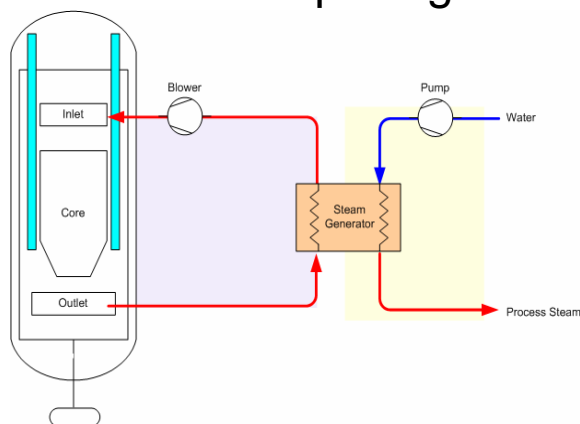 Blower
Pump
Inlet
Water
Core
Steam
Generator
Outlet
Process Steam